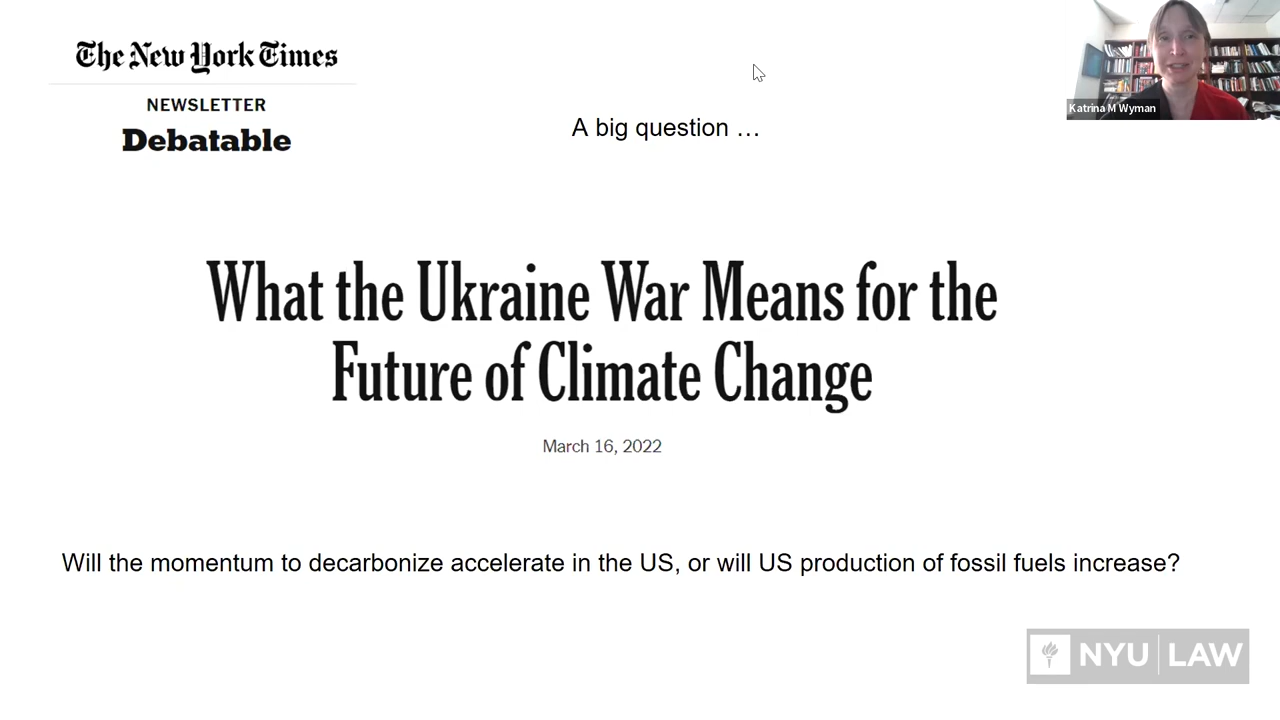 The New York Times
NEWSLETTER
Debatable
A big question …
Katrina M Wyman
What the Ukraine War Means for the
Future of Climate Change
March 16, 2022
Will the momentum to decarbonize accelerate in the US, or will US production of fossil fuels increase?
NYU LAW